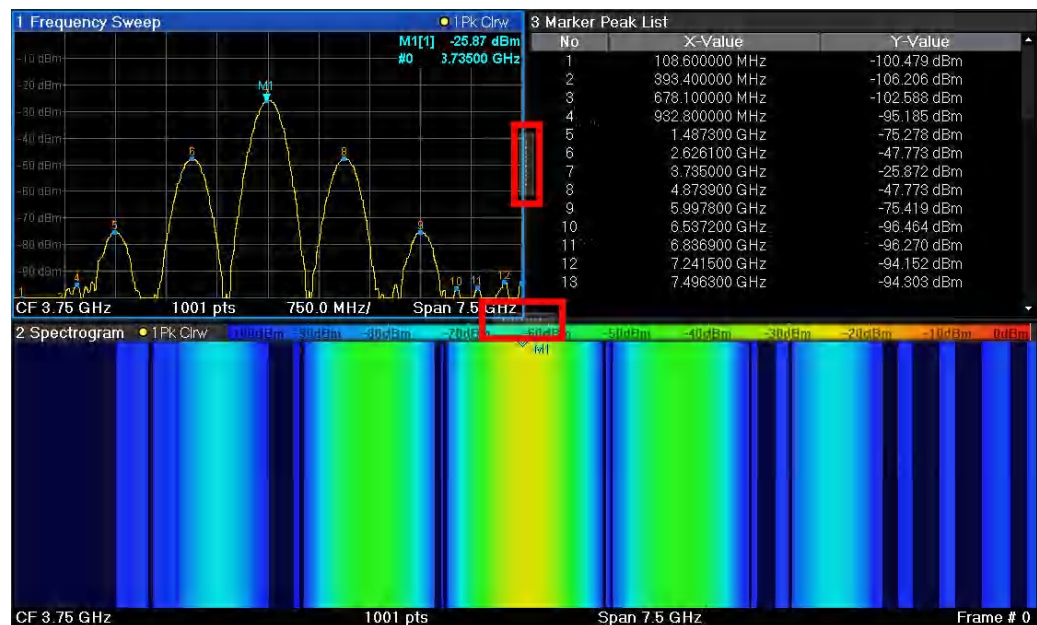 1 Frequency Sweep
1Pk Clrw
M1[1] -25.87 dBm
#0 3.73500 GHz
-10 dBm
-20 dBm
-30 dBm
-40 dBm
-50 dBm
-60 dBm
-70 dBm
-80 dBm
-90 dBm
M1
6
8
5
9
4
10 11 12
1
CF 3.75 GHz 1001 pts 750.0 MHz/ Span 7.5 GHz
3 Marker Peak List
No X-Value Y-Value
1 108.600000 MHz -100.479 dBm
2 393.400000 MHz -106.206 dBm
3 678.100000 MHz -102.588 dBm
4 932.800000 MHz -95.185 dBm
5 1.487300 GHz -75.278 dBm
6 2.626100 GHz -47.773 dBm
7 3.735000 GHz -25.872 dBm
8 4.873900 GHz -47.773 dBm
9 5.997800 GHz -75.419 dBm
10 6.537200 GHz -96.464 dBm
11 6.836900 GHz -96.270 dBm
12 7.241500 GHz -94.152 dBm
13 7.496300 GHz -94.303 dBm
2 Spectrogram 1Pk Clrw -100dBm -90dBm -80dBm -70dBm -60dBm -50dBm -40dBm -30dBm -20dBm -10dBm 0dBm
M1
CF 3.75 GHz 1001 pts Span 7.5 GHz Frame # 0